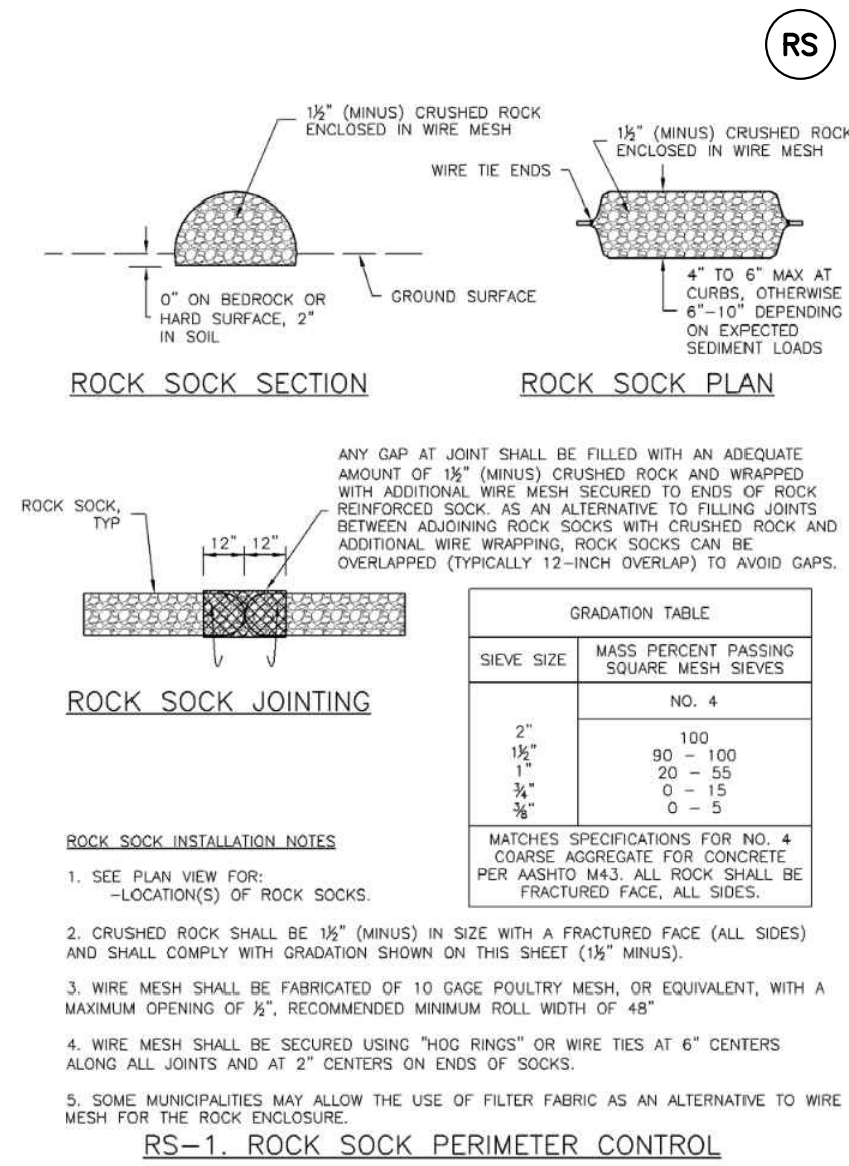 RS
1½" (MINUS) CRUSHED ROCK
ENCLOSED IN WIRE MESH
0" ON BEDROCK OR
HARD SURFACE, 2"
IN SOIL
GROUND SURFACE
ROCK SOCK SECTION
1½" (MINUS) CRUSHED ROCK
ENCLOSED IN WIRE MESH
WIRE TIE ENDS
4" TO 6" MAX AT
CURBS, OTHERWISE
6"-10" DEPENDING
ON EXPECTED
SEDIMENT LOADS
ROCK SOCK PLAN
ANY GAP AT JOINT SHALL BE FILLED WITH AN ADEQUATE
AMOUNT OF 1½" (MINUS) CRUSHED ROCK AND WRAPPED
WITH ADDITIONAL WIRE MESH SECURED TO ENDS OF ROCK
REINFORCED SOCK. AS AN ALTERNATIVE TO FILLING JOINTS
BETWEEN ADJOINING ROCK SOCKS WITH CRUSHED ROCK AND
ADDITIONAL WIRE WRAPPING, ROCK SOCKS CAN BE
OVERLAPPED (TYPICALLY 12-INCH OVERLAP) TO AVOID GAPS.
ROCK SOCK,
TYP
12" 12"
ROCK SOCK JOINTING
GRADATION TABLE
SIEVE SIZE
MASS PERCENT PASSING
SQUARE MESH SIEVES
NO. 4
2" 100
1½" 90 - 100
1" 20 - 55
¾" 0 - 15
⅜" 0 - 5
MATCHES SPECIFICATIONS FOR NO. 4
COARSE AGGREGATE FOR CONCRETE
PER AASHTO M43. ALL ROCK SHALL BE
FRACTURED FACE, ALL SIDES.
ROCK SOCK INSTALLATION NOTES
1. SEE PLAN VIEW FOR:
-LOCATION(S) OF ROCK SOCKS.
2. CRUSHED ROCK SHALL BE 1½" (MINUS) IN SIZE WITH A FRACTURED FACE (ALL SIDES)
AND SHALL COMPLY WITH GRADATION SHOWN ON THIS SHEET (1½" MINUS).
3. WIRE MESH SHALL BE FABRICATED OF 10 GAGE POULTRY MESH, OR EQUIVALENT, WITH A
MAXIMUM OPENING OF ½", RECOMMENDED MINIMUM ROLL WIDTH OF 48"
4. WIRE MESH SHALL BE SECURED USING "HOG RINGS" OR WIRE TIES AT 6" CENTERS
ALONG ALL JOINTS AND AT 2" CENTERS ON ENDS OF SOCKS.
5. SOME MUNICIPALITIES MAY ALLOW THE USE OF FILTER FABRIC AS AN ALTERNATIVE TO WIRE
MESH FOR THE ROCK ENCLOSURE.
RS-1. ROCK SOCK PERIMETER CONTROL